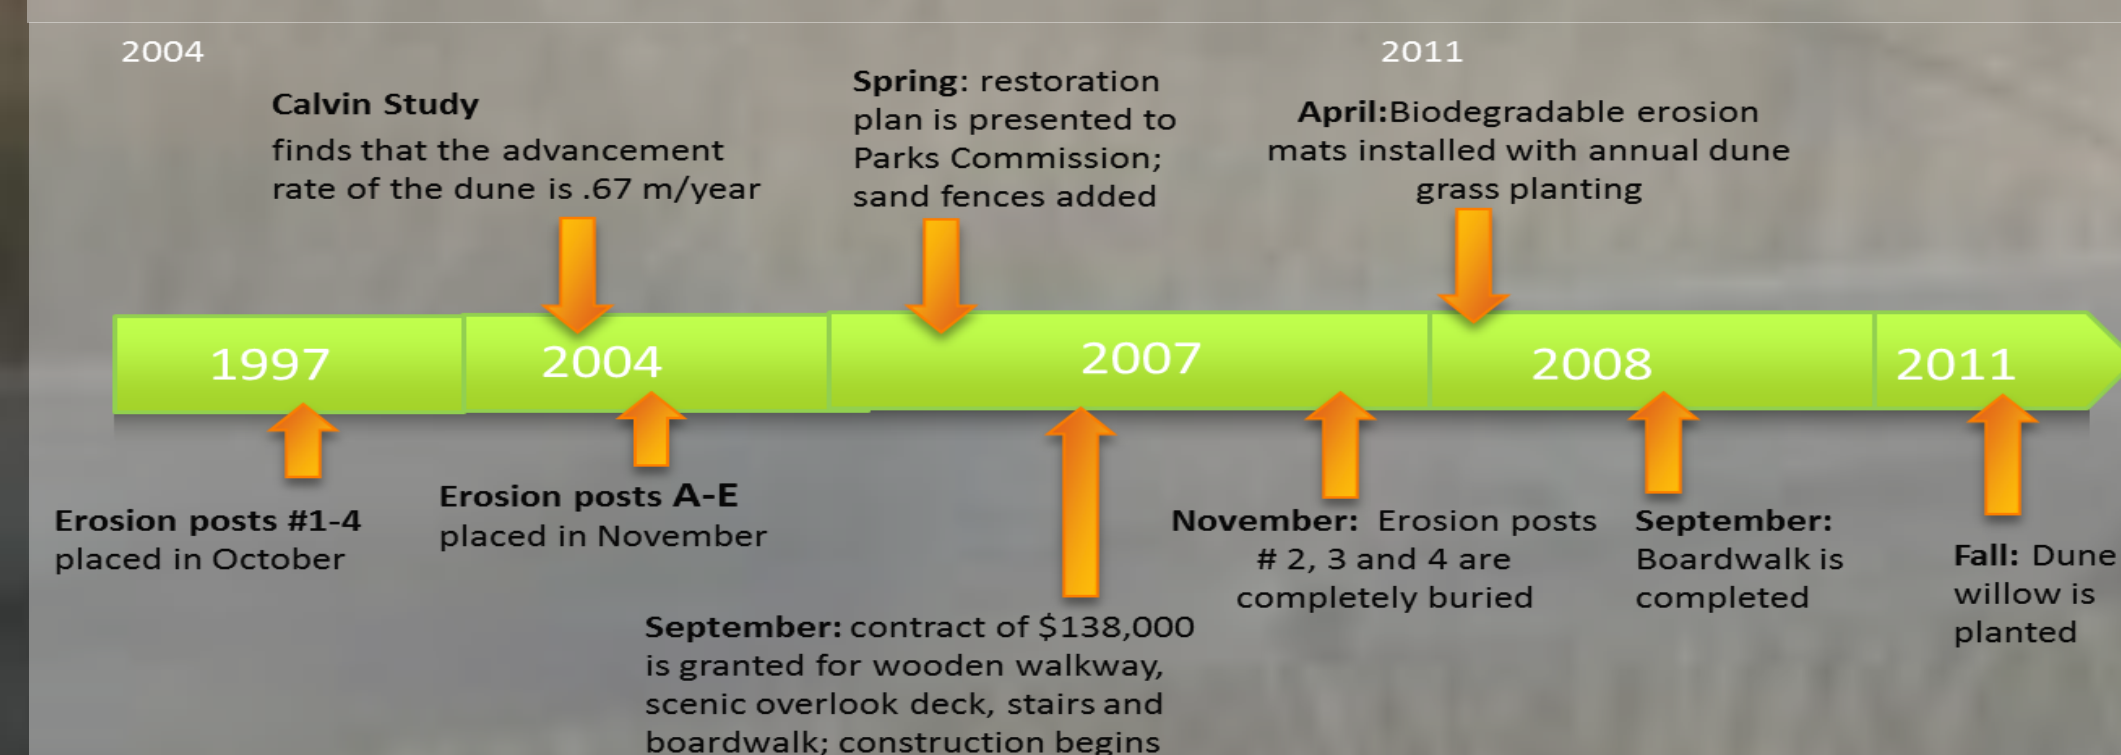 2004
2011
Calvin Study
finds that the advancement
rate of the dune is .67 m/year
Spring: restoration
plan is presented to
Parks Commission;
sand fences added
April:Biodegradable erosion
mats installed with annual dune
grass planting
1997
2004
2007
2008
2011
Erosion posts #1-4
placed in October
Erosion posts A-E
placed in November
September: contract of $138,000
is granted for wooden walkway,
scenic overlook deck, stairs and
boardwalk; construction begins
November: Erosion posts
# 2, 3 and 4 are
completely buried
September:
Boardwalk is
completed
Fall: Dune
willow is
planted